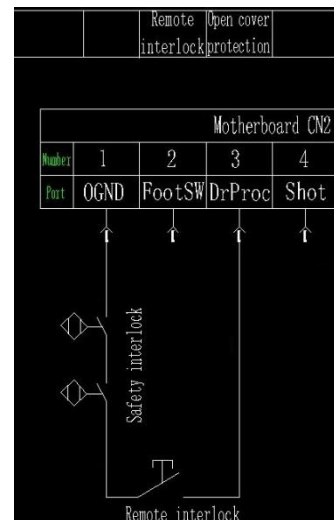 Remote
interlock
Open cover
protection
Motherboard CN2
Number 1 2 3 4
Port OGND FootSW DrProc Shot
Safety interlock
Remote interlock